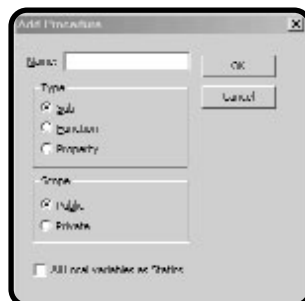 Add Procedure
Name:
OK
Cancel
Type
Sub
Function
Property
Scope
Public
Private
All Local variables as Statics